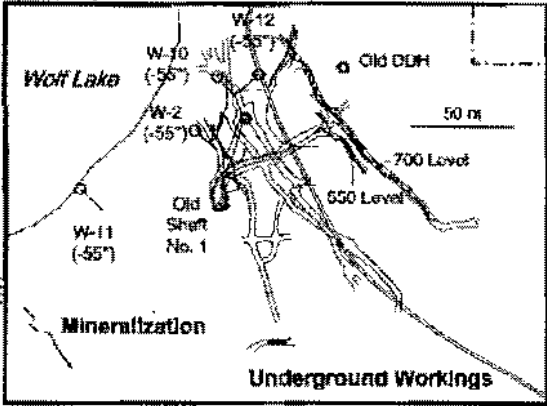 W-12
(-55°)
W-10
(-55°)
Old DDH
Wolf Lake
W-2
(-55°)
50 m
700 Level
550 Level
Old
Shaft
No. 1
W-11
(-55°)
Mineralization
Underground Workings